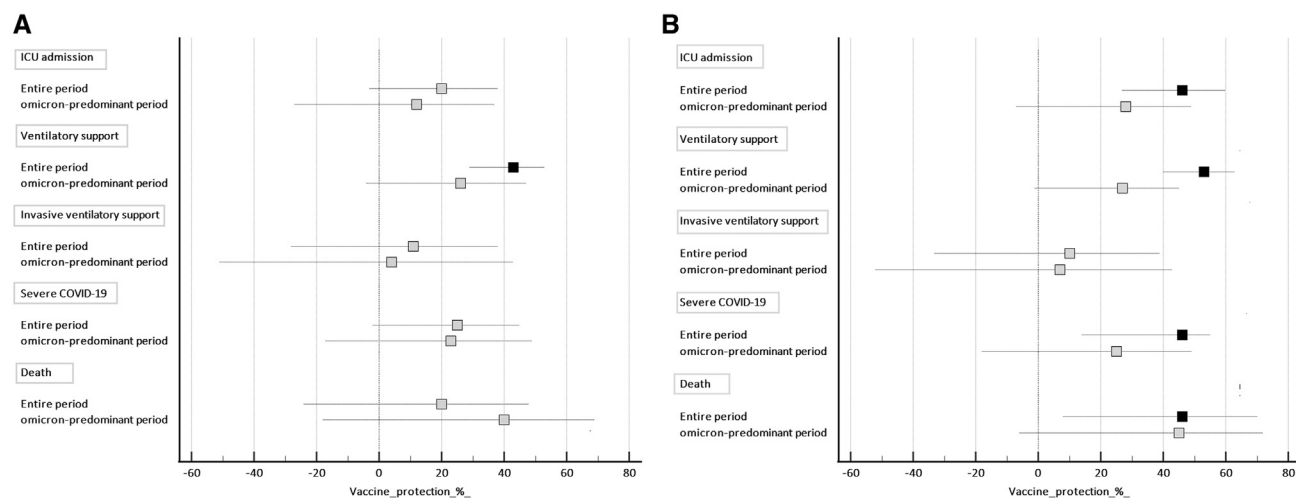 A
ICU admission
Entire period
omicron-predominant period
Ventilatory support
Entire period
omicron-predominant period
Invasive ventilatory support
Entire period
omicron-predominant period
Severe COVID-19
Entire period
omicron-predominant period
Death
Entire period
omicron-predominant period
-60 -40 -20 0 20 40 60 80
Vaccine_protection_%_
B
ICU admission
Entire period
omicron-predominant period
Ventilatory support
Entire period
omicron-predominant period
Invasive ventilatory support
Entire period
omicron-predominant period
Severe COVID-19
Entire period
omicron-predominant period
Death
Entire period
omicron-predominant period
-60 -40 -20 0 20 40 60 80
Vaccine_protection_%_